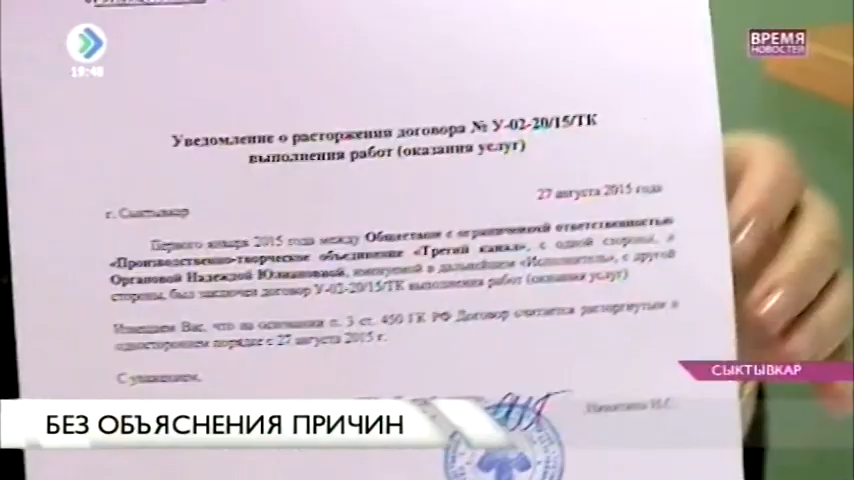 19:40
ВРЕМЯ
НОВОСТЕЙ
Уведомление о расторжении договора № У-02-20/15/ТК
выполнения работ (оказания услуг)
27 августа 2015 года
г. Сыктывкар
Первого января 2015 года между Обществом с ограниченной ответственностью
«Производственно-творческое объединение «Третий канал», с одной стороны, и
Органовой Надеждой Юлиановной, именуемой в дальнейшем «Исполнитель», с другой
стороны, был заключен договор У-02-20/15/ТК выполнения работ (оказания услуг)
Извещаем Вас, что на основании п. 3 ст. 450 ГК РФ Договор считается расторгнутым в
одностороннем порядке с 27 августа 2015 г.
С уважением,
СЫКТЫВКАР
БЕЗ ОБЪЯСНЕНИЯ ПРИЧИН